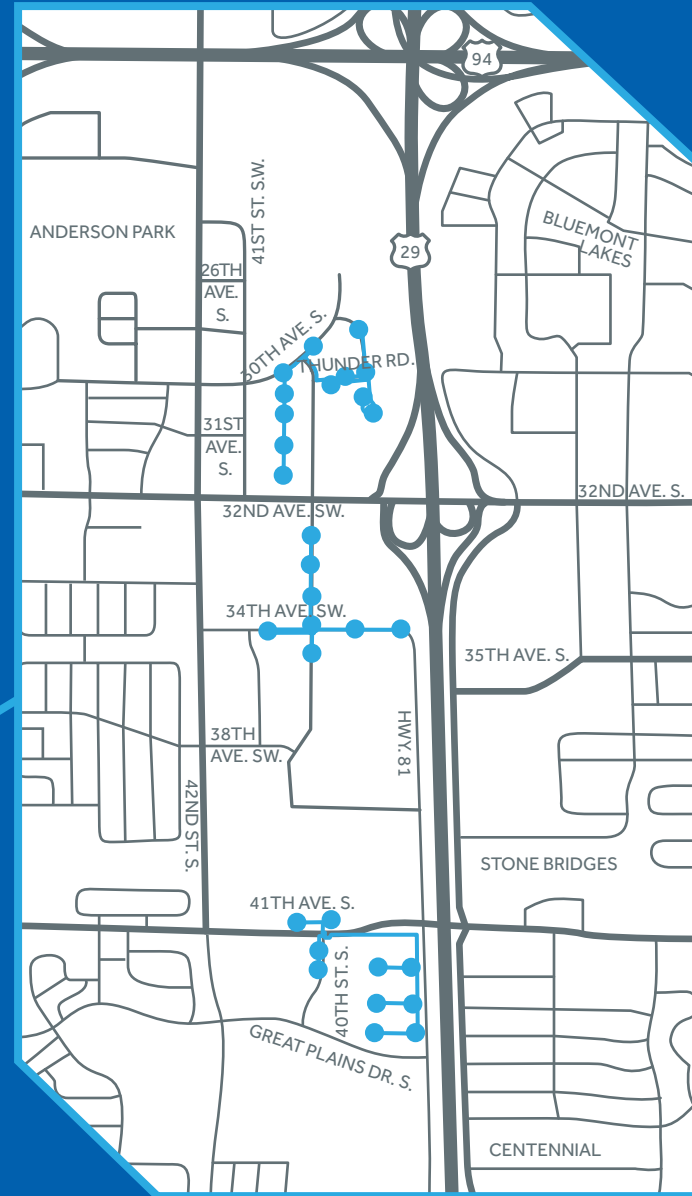 94
41ST ST. S.W.
ANDERSON PARK
BLUEMONT
LAKES
29
26TH
AVE.
S.
30TH AVE. S.
THUNDER RD.
31ST
AVE.
S.
32ND AVE. S.
32ND AVE. SW.
34TH AVE. SW.
35TH AVE. S.
HWY. 81
38TH
AVE. SW.
42ND ST. S.
STONE BRIDGES
41TH AVE. S.
40TH ST. S.
GREAT PLAINS DR. S.
CENTENNIAL